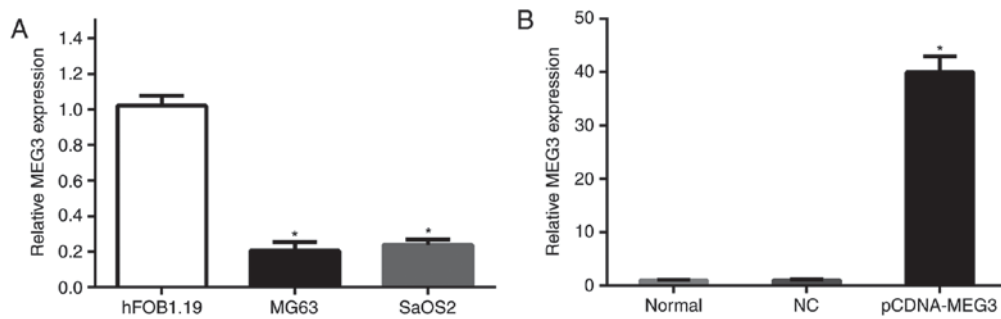 A
Relative MEG3 expression
1.4
1.2
1.0
0.8
0.6
0.4
0.2
0.0
*
*
hFOB1.19 MG63 SaOS2
B
Relative MEG3 expression
50
40
30
20
10
0
*
Normal NC pCDNA-MEG3